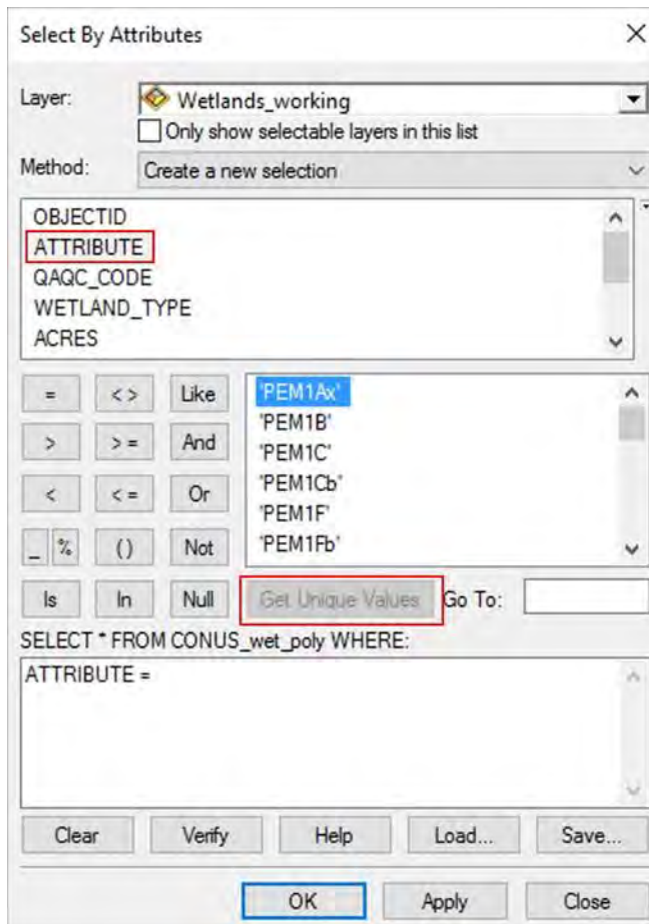 Select By Attributes
Layer: Wetlands_working
Only show selectable layers in this list
Method: Create a new selection
OBJECTID
ATTRIBUTE
QAQC_CODE
WETLAND_TYPE
ACRES
= < > Like
> > = And
< < = Or
_ % () Not
Is In Null
'PEM1Ax'
'PEM1B'
'PEM1C'
'PEM1Cb'
'PEM1F'
'PEM1Fb'
Get Unique Values Go To:
SELECT * FROM CONUS_wet_poly WHERE:
ATTRIBUTE =
Clear Verify Help Load... Save...
OK Apply Close